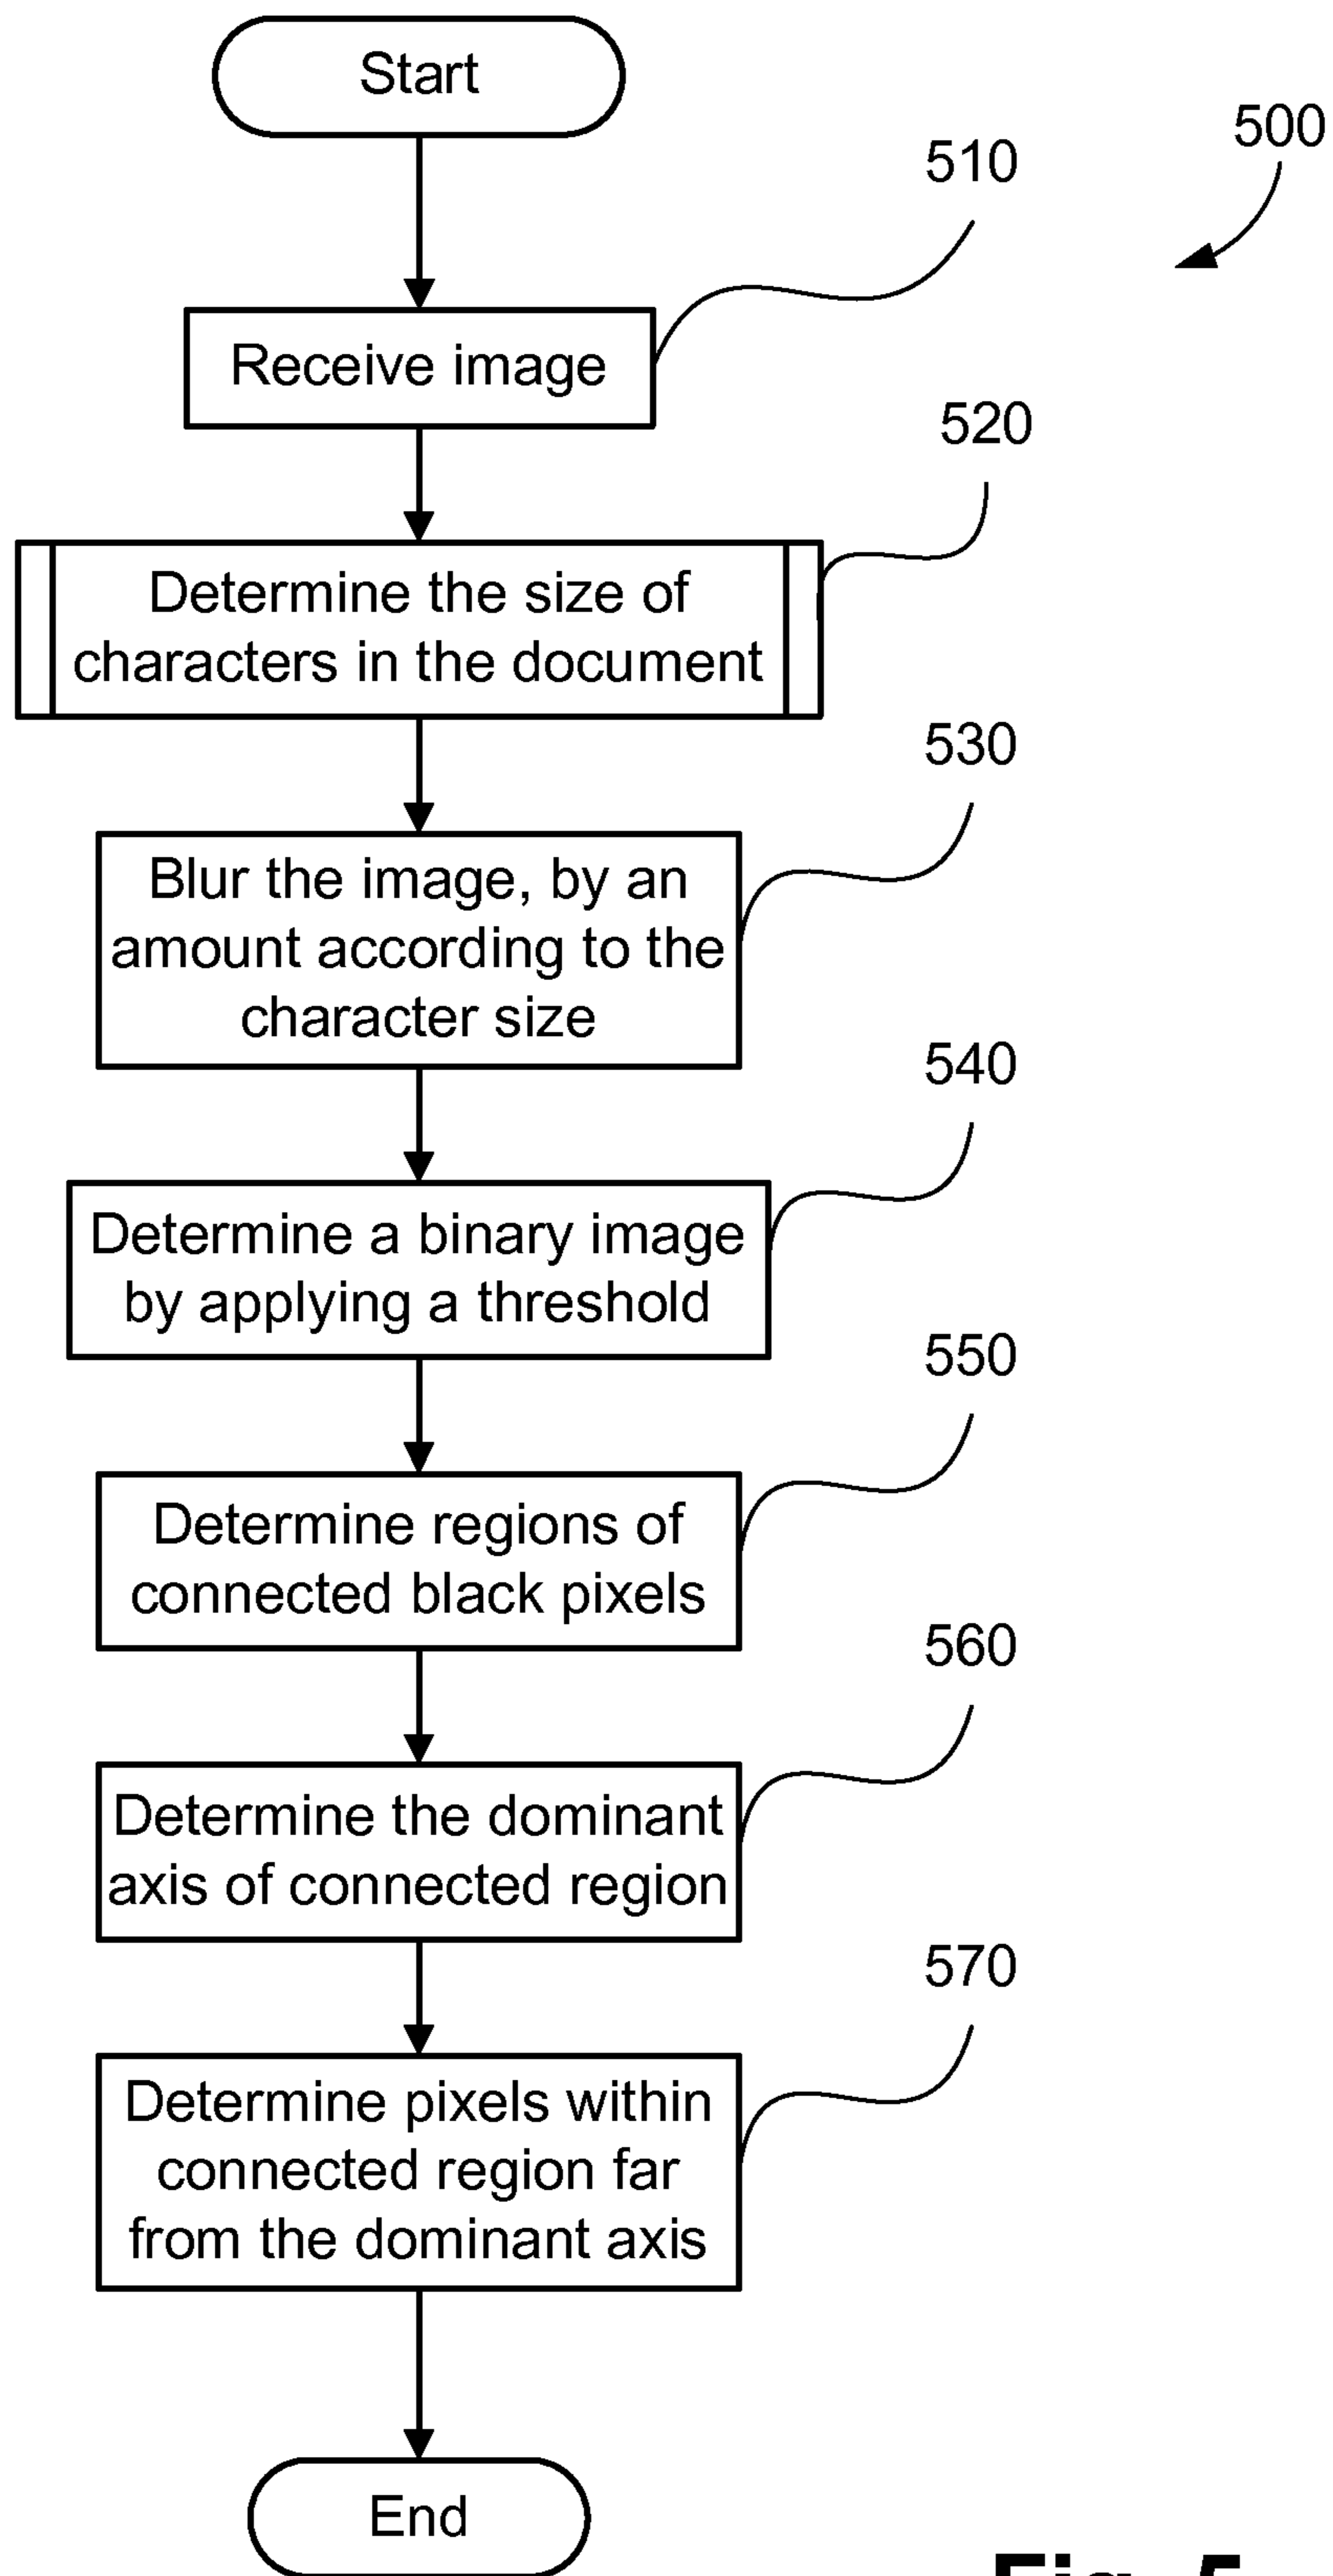 Start
500
510
Receive image
520
Determine the size of
characters in the document
530
Blur the image, by an
amount according to the
character size
540
Determine a binary image
by applying a threshold
550
Determine regions of
connected black pixels
560
Determine the dominant
axis of connected region
570
Determine pixels within
connected region far
from the dominant axis
End
Fig. 5